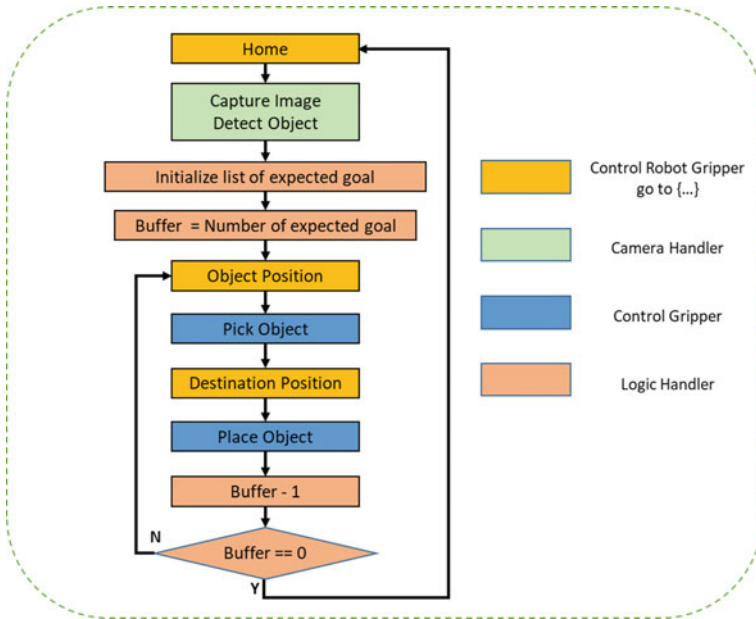 Home
Capture Image
Detect Object
Initialize list of expected goal
Buffer = Number of expected goal
Object Position
Pick Object
Destination Position
Place Object
Buffer - 1
N
Buffer == 0
Y
Control Robot Gripper
go to {...}
Camera Handler
Control Gripper
Logic Handler